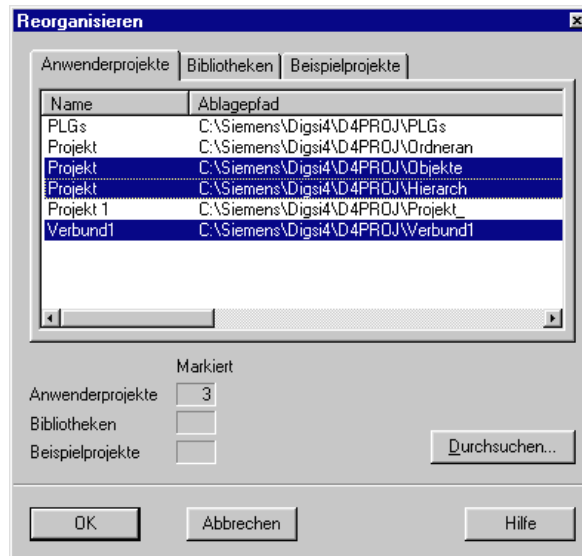 Reorganisieren
Anwenderprojekte Bibliotheken Beispielprojekte
Name Ablagepfad
PLGs C:\Siemens\Digsi4\D4PROJ\PLGs
Projekt C:\Siemens\Digsi4\D4PROJ\Ordneran
Projekt C:\Siemens\Digsi4\D4PROJ\Objekte
Projekt C:\Siemens\Digsi4\D4PROJ\Hierarch
Projekt 1 C:\Siemens\Digsi4\D4PROJ\Projekt_
Verbund1 C:\Siemens\Digsi4\D4PROJ\Verbund1
Markiert
Anwenderprojekte 3
Bibliotheken
Beispielprojekte
Durchsuchen...
OK Abbrechen Hilfe